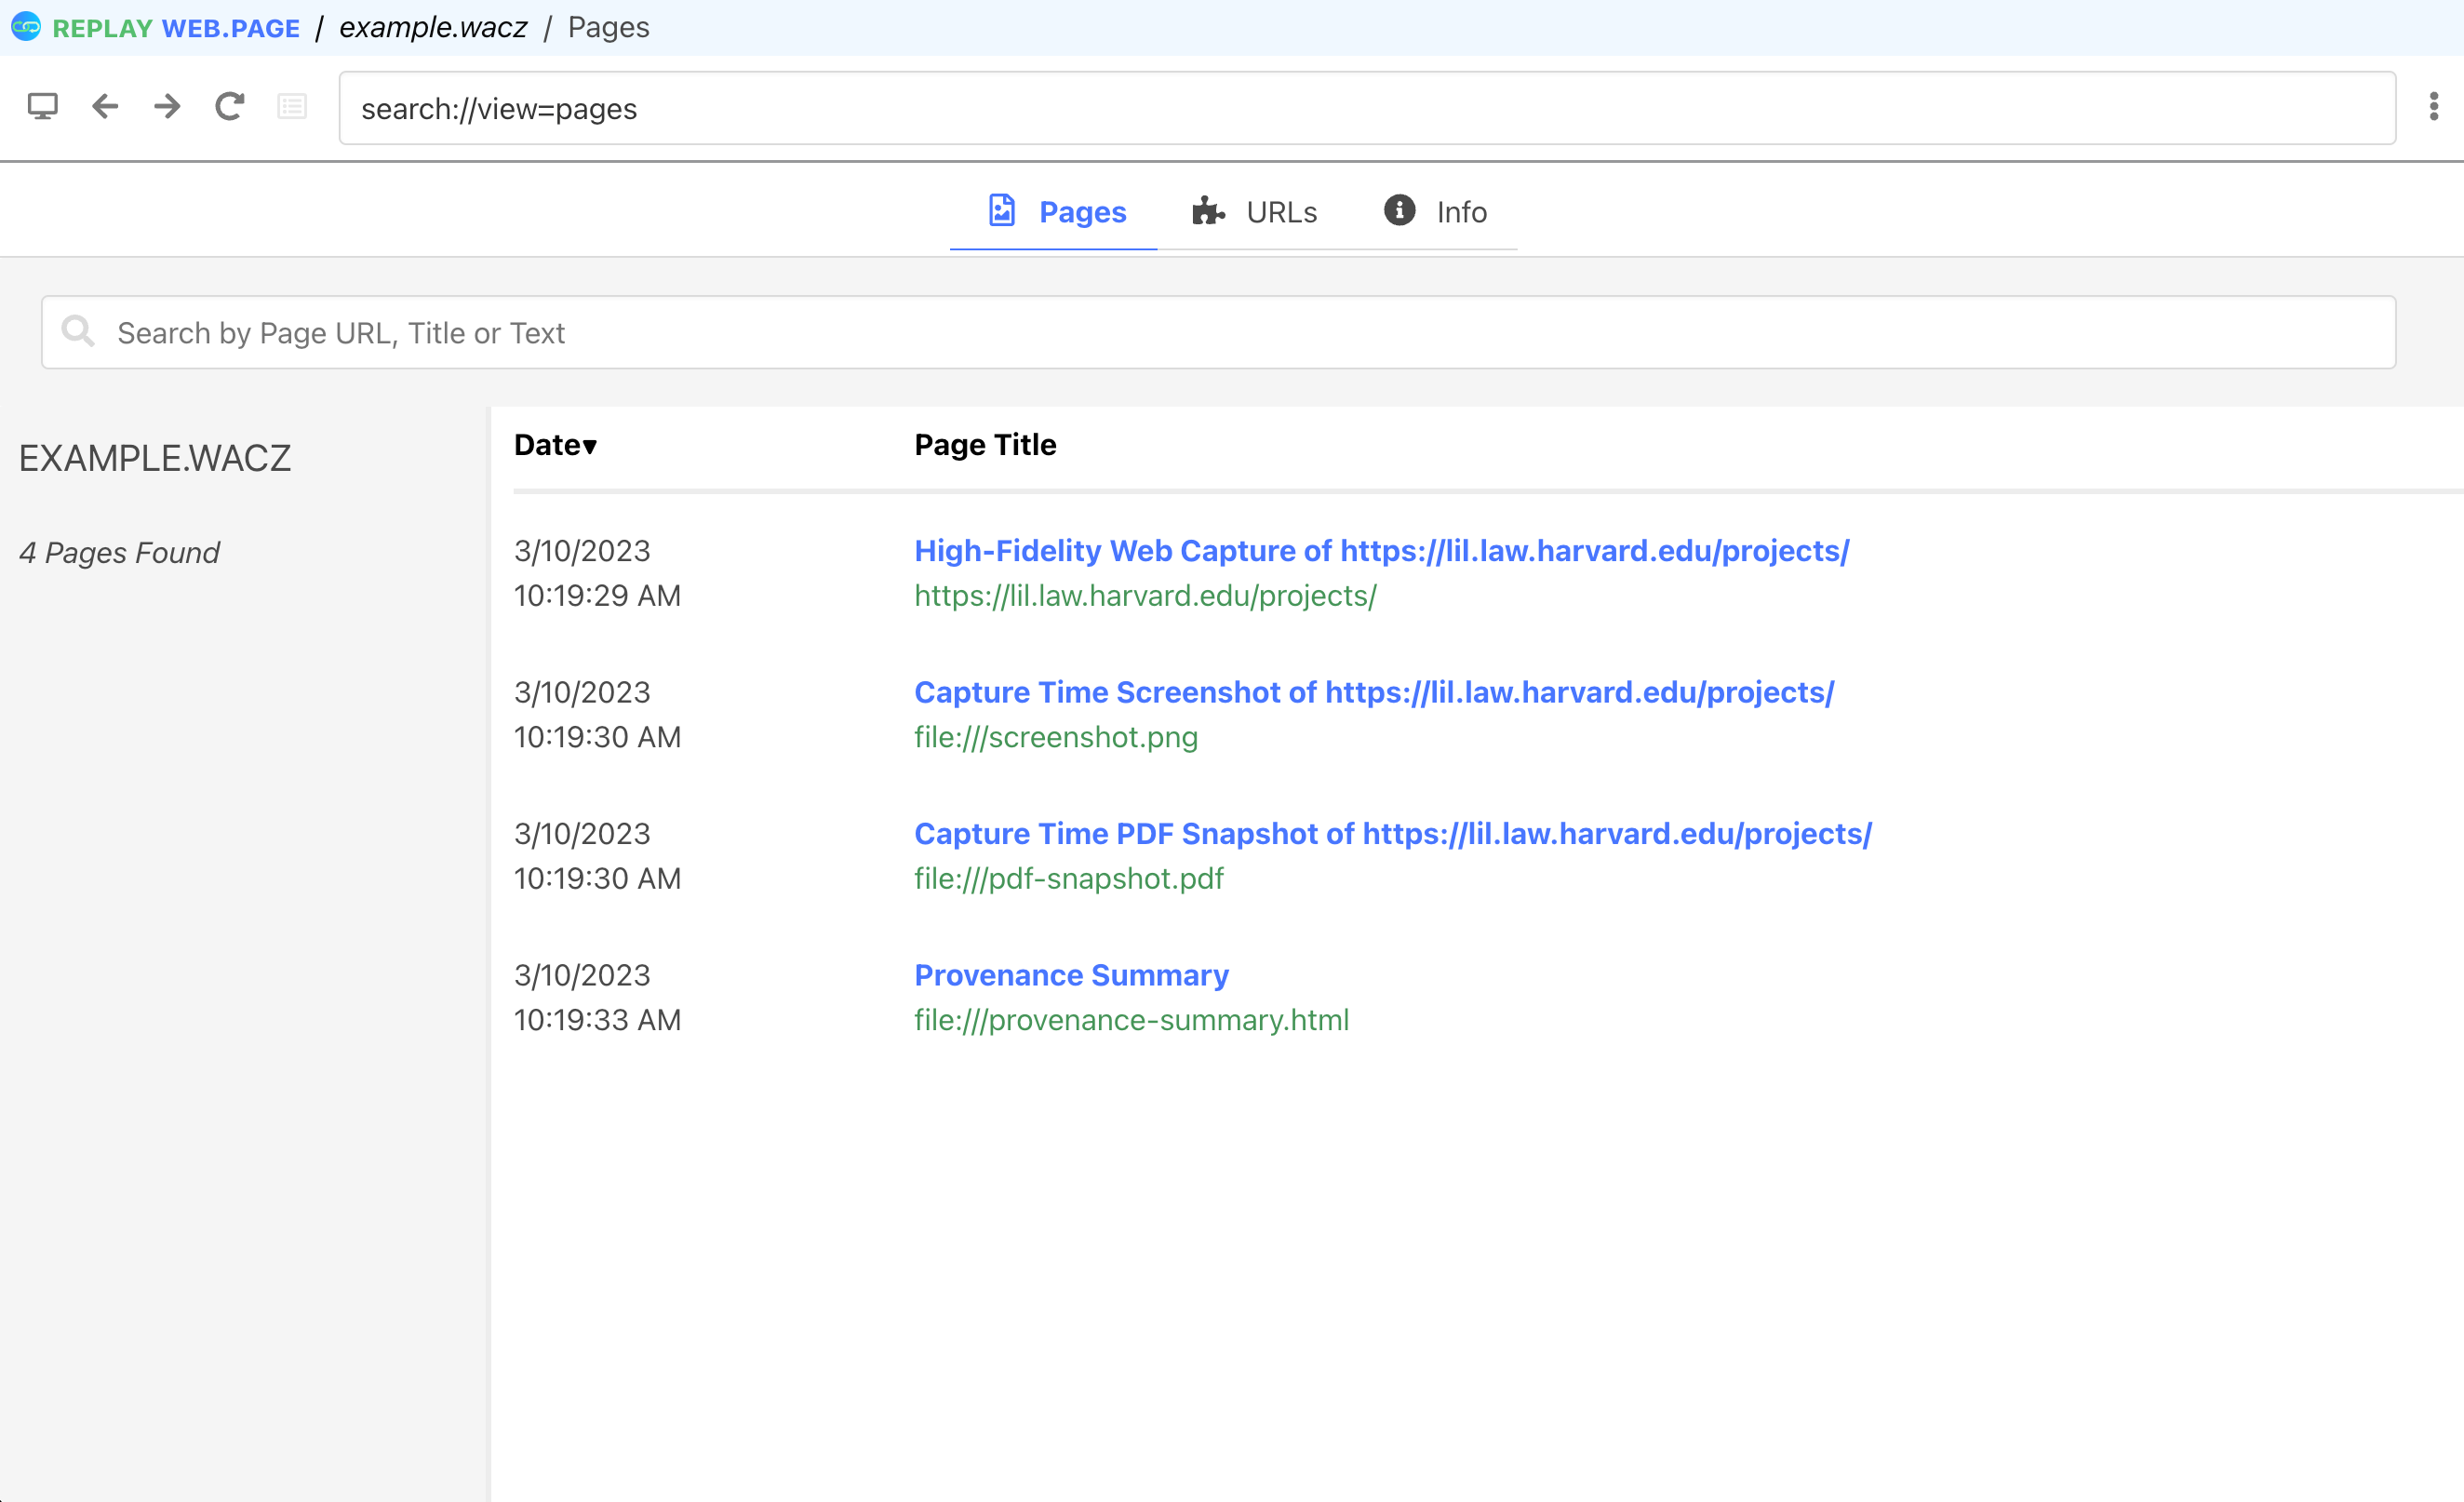 REPLAY WEB.PAGE / example.wacz / Pages
search://view=pages
Pages URLs Info
Search by Page URL, Title or Text
EXAMPLE.WACZ
4 Pages Found
Date▾ Page Title
3/10/2023 High-Fidelity Web Capture of https://lil.law.harvard.edu/projects/
10:19:29 AM https://lil.law.harvard.edu/projects/
3/10/2023 Capture Time Screenshot of https://lil.law.harvard.edu/projects/
10:19:30 AM file:///screenshot.png
3/10/2023 Capture Time PDF Snapshot of https://lil.law.harvard.edu/projects/
10:19:30 AM file:///pdf-snapshot.pdf
3/10/2023 Provenance Summary
10:19:33 AM file:///provenance-summary.html